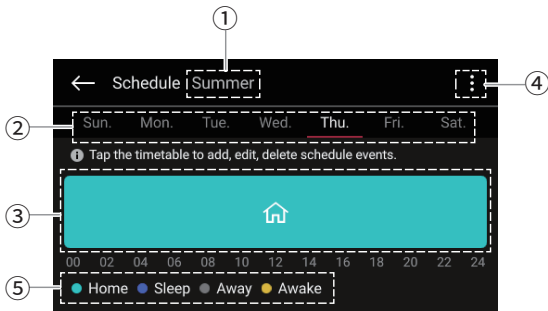 ①
← Schedule Summer ④
② Sun. Mon. Tue. Wed. Thu. Fri. Sat.
Tap the timetable to add, edit, delete schedule events.
③
00 02 04 06 08 10 12 14 16 18 20 22 24
⑤ Home Sleep Away Awake